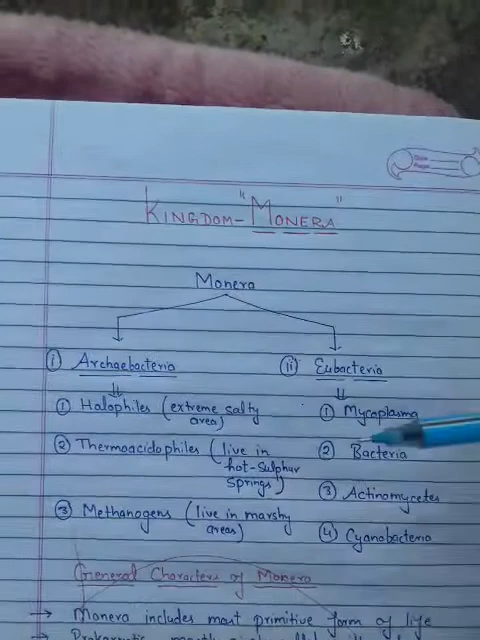 KINGDOM- "MONERA"
Monera
(i) Archaebacteria
(ii) Eubacteria
① Halophiles (extreme salty area)
② Thermoacidophiles (live in hot-Sulphur Springs)
③ Methanogens (live in marshy areas)
① Mycoplasma
② Bacteria
③ Actinomycetes
④ Cyanobacteria
General Characters of Monera
→ Monera includes most primitive form of life
→ Prokaryotic